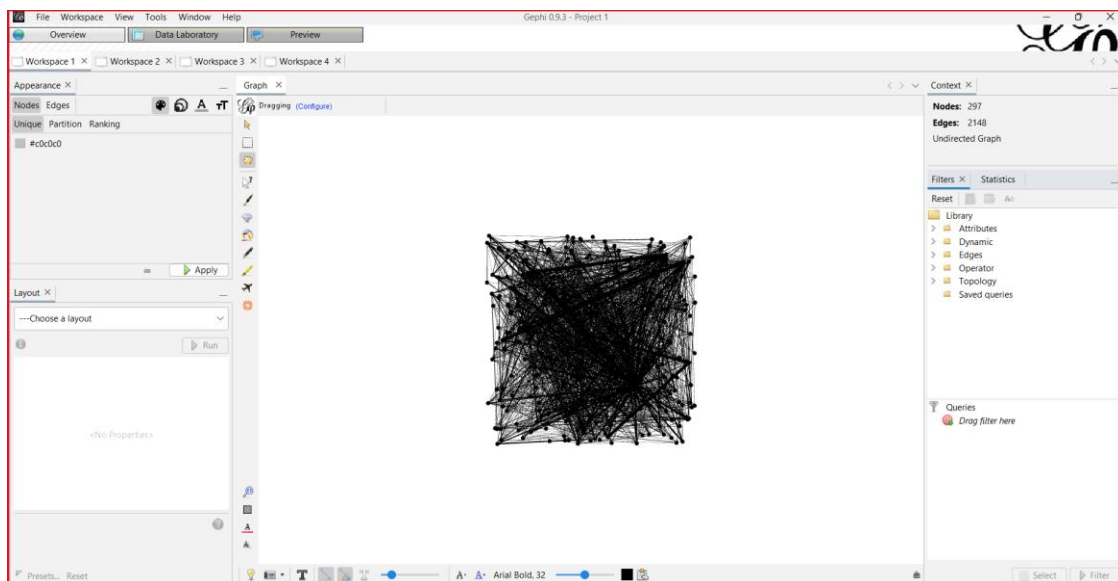 File Workspace View Tools Window Help
Gephi 0.9.3 - Project 1
Overview
Data Laboratory
Preview
Workspace 1
Workspace 2
Workspace 3
Workspace 4
Appearance
Nodes Edges
Unique Partition Ranking
#c0c0c0
Apply
Layout
---Choose a layout
Run
<No Properties>
Presets... Reset
Graph
Dragging (Configure)
Arial Bold, 32
Context
Nodes: 297
Edges: 2148
Undirected Graph
Filters Statistics
Reset
Library
Attributes
Dynamic
Edges
Operator
Topology
Saved queries
Queries
Drag filter here
Select Filter